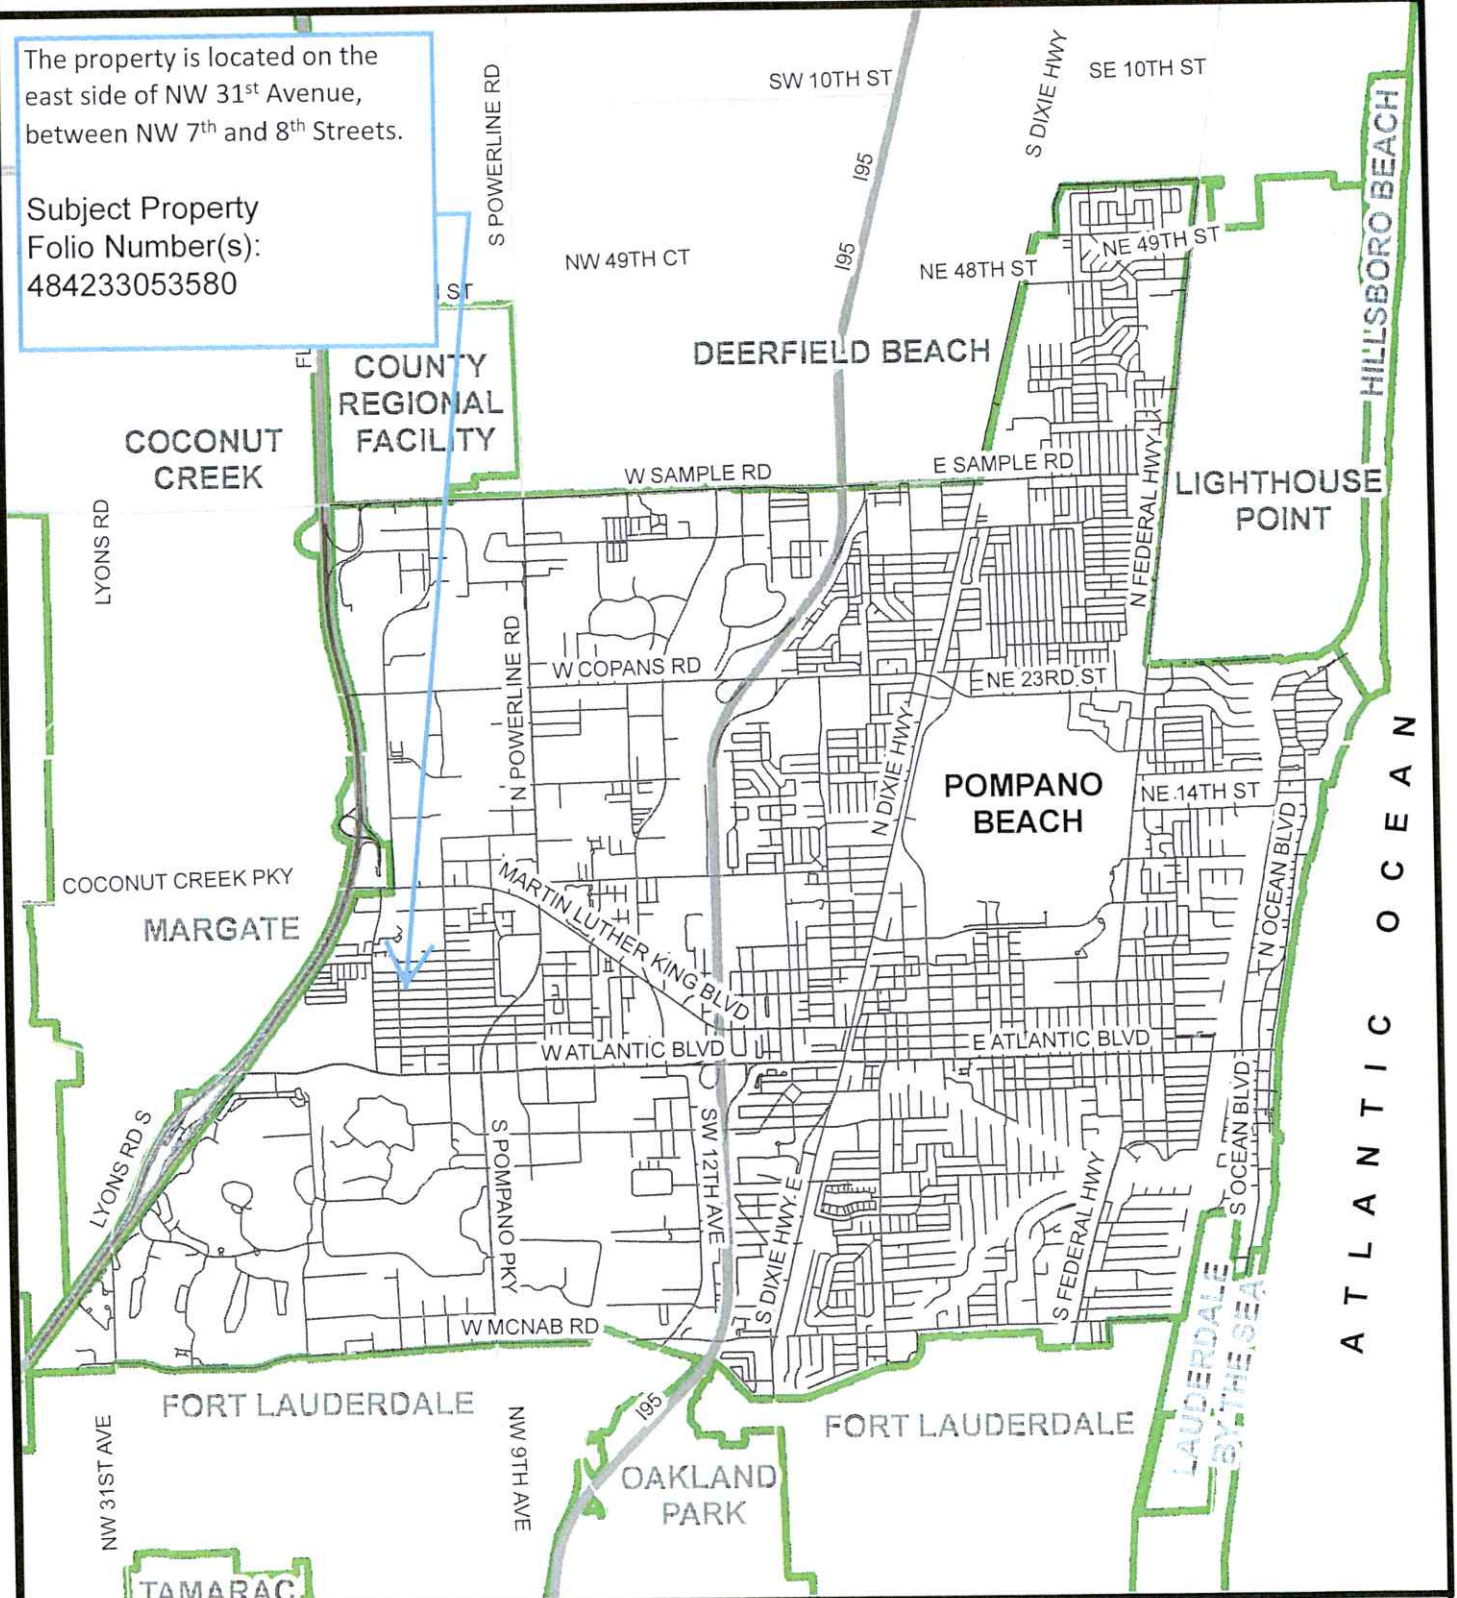 The property is located on the
east side of NW 31st Avenue,
between NW 7th and 8th Streets.
Subject Property
Folio Number(s):
484233053580
S POWERLINE RD
SW 10TH ST
S DIXIE HWY
SE 10TH ST
I95
HILLSBORO BEACH
NE 49TH ST
NW 49TH CT
I95
NE 48TH ST
ST
FL
COUNTY
REGIONAL
FACILITY
DEERFIELD BEACH
COCONUT
CREEK
W SAMPLE RD
E SAMPLE RD
N FEDERAL HWY
LIGHTHOUSE
POINT
LYONS RD
N POWERLINE RD
W COPANS RD
NE 23RD ST
N DIXIE HWY
POMPANO
BEACH
NE 14TH ST
N OCEAN BLVD
ATLANTIC OCEAN
COCONUT CREEK PKY
MARTIN LUTHER KING BLVD
MARGATE
W ATLANTIC BLVD
E ATLANTIC BLVD
LYONS RD S
S POMPANO PKY
SW 12TH AVE
S DIXIE HWY E
S FEDERAL HWY
S OCEAN BLVD
W MCNAB RD
LAUDERDALE
BY THE SEA
FORT LAUDERDALE
FORT LAUDERDALE
I95
NW 31ST AVE
NW 9TH AVE
OAKLAND
PARK
TAMARAC